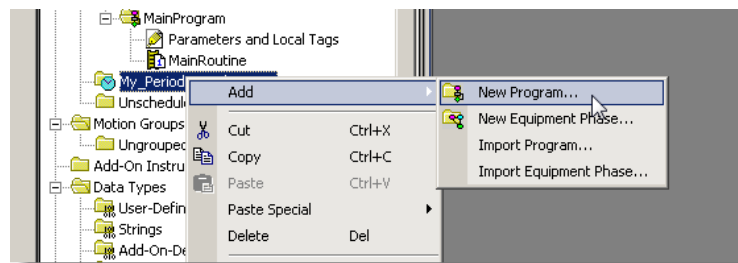 MainProgram
Parameters and Local Tags
MainRoutine
My_Period
Add
New Program...
Unschedul
Motion Groups
Cut Ctrl+X
New Equipment Phase...
Ungrouped
Copy Ctrl+C
Import Program...
Add-On Instru
Paste Ctrl+V
Import Equipment Phase...
Data Types
User-Defin
Paste Special
Strings
Delete Del
Add-On-De